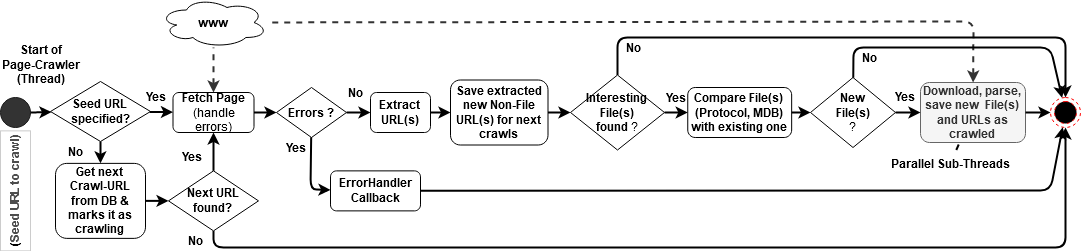 www
Start of
Page-Crawler
(Thread)
(Seed URL to crawl)
Seed URL
specified?
Yes
No
Get next
Crawl-URL
from DB &
marks it as
crawling
Next URL
found?
Yes
No
Fetch Page
(handle
errors)
Errors ?
No
Yes
ErrorHandler
Callback
Extract
URL(s)
Save extracted
new Non-File
URL(s) for next
crawls
Interesting
File(s)
found ?
No
Yes
Compare File(s)
(Protocol, MDB)
with existing one
New
File(s)
?
No
Yes
Download, parse,
save new File(s)
and URLs as
crawled
Parallel Sub-Threads